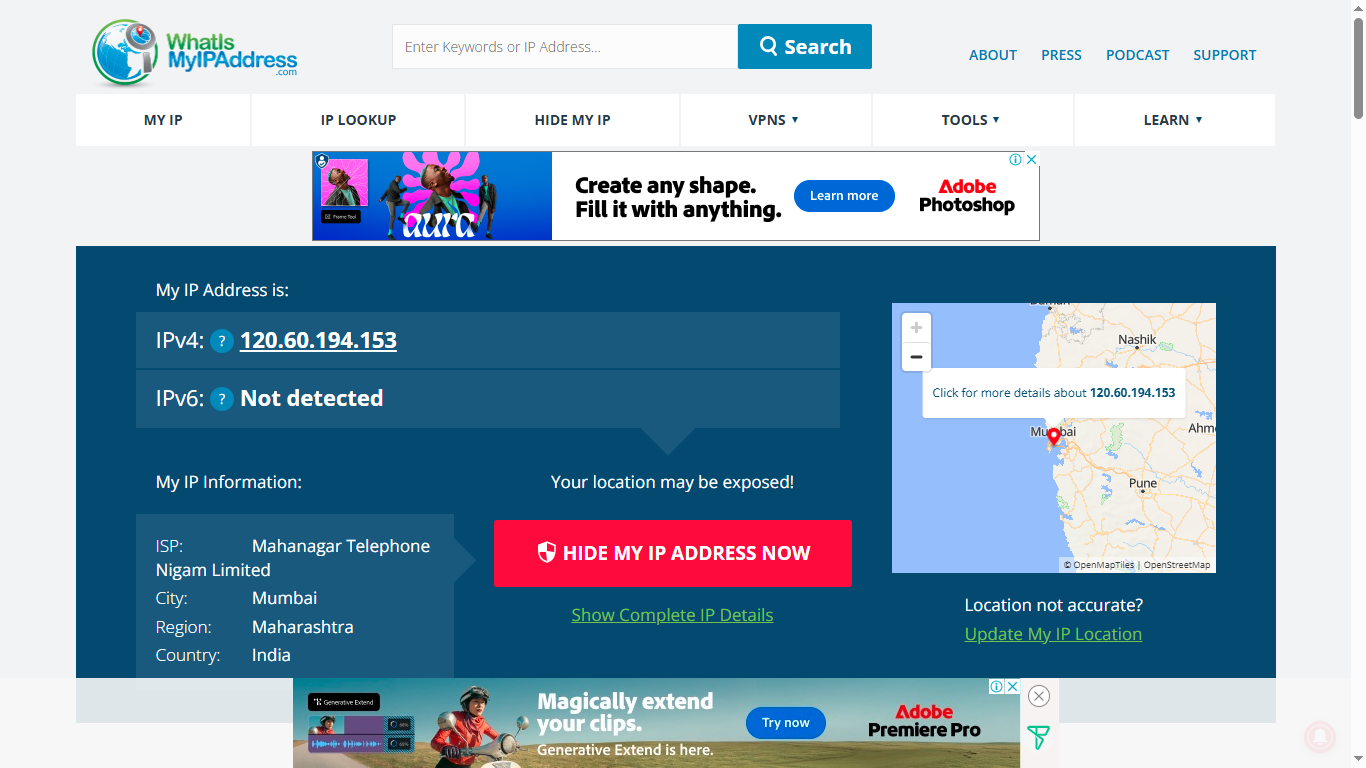 WhatIs
MyIPAddress
.com
Enter Keywords or IP Address...
Search
ABOUT PRESS PODCAST SUPPORT
MY IP IP LOOKUP HIDE MY IP VPNS ▼ TOOLS ▼ LEARN ▼
Frame Tool
aura
Create any shape.
Fill it with anything.
Learn more
Adobe
Photoshop
My IP Address is:
IPv4: ? 120.60.194.153
IPv6: ? Not detected
My IP Information:
ISP: Mahanagar Telephone
Nigam Limited
City: Mumbai
Region: Maharashtra
Country: India
Your location may be exposed!
HIDE MY IP ADDRESS NOW
Show Complete IP Details
+
−
Nashik
Click for more details about 120.60.194.153
Mumbai
Ahm
Pune
© OpenMapTiles | OpenStreetMap
Location not accurate?
Update My IP Location
Generative Extend
Magically extend
your clips.
Generative Extend is here.
Try now
Adobe
Premiere Pro